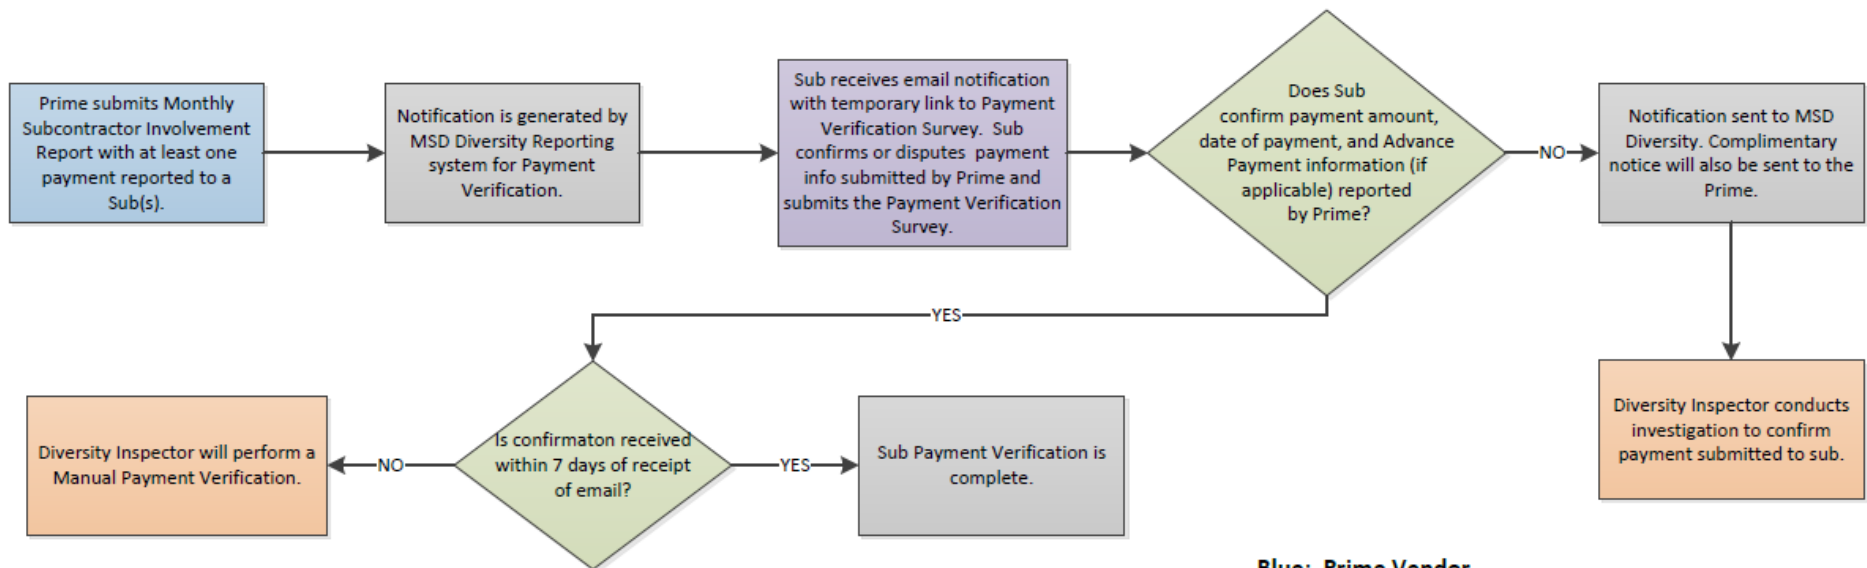 Prime submits Monthly
Subcontractor Involvement
Report with at least one
payment reported to a
Sub(s).
Notification is generated by
MSD Diversity Reporting
system for Payment
Verification.
Sub receives email notification
with temporary link to Payment
Verification Survey.  Sub
confirms or disputes  payment
info submitted by Prime and
submits the Payment Verification
Survey.
Does Sub
confirm payment amount,
date of payment, and Advance
Payment information (if
applicable) reported
by Prime?
NO
Notification sent to MSD
Diversity. Complimentary
notice will also be sent to the
Prime.
YES
Diversity Inspector conducts
investigation to confirm
payment submitted to sub.
Is confirmaton received
within 7 days of receipt
of email?
NO
Diversity Inspector will perform a
Manual Payment Verification.
YES
Sub Payment Verification is
complete.
Blue:  Prime Vendor